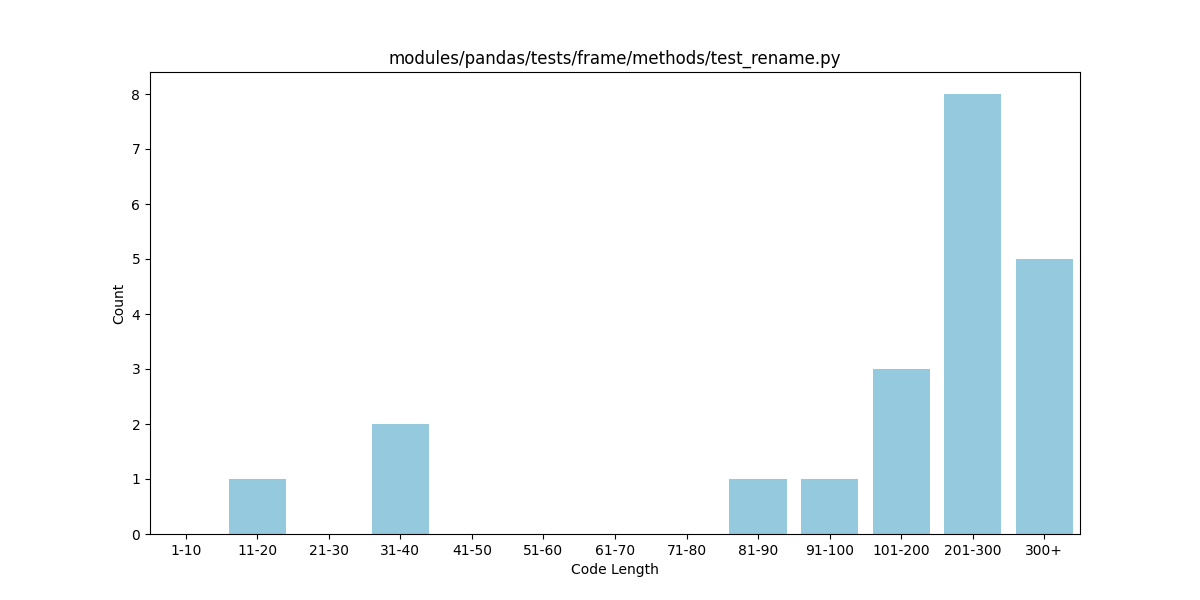 modules/pandas/tests/frame/methods/test_rename.py
8
7
6
5
4
3
2
1
0
Count
1-10 11-20 21-30 31-40 41-50 51-60 61-70 71-80 81-90 91-100 101-200 201-300 300+
Code Length